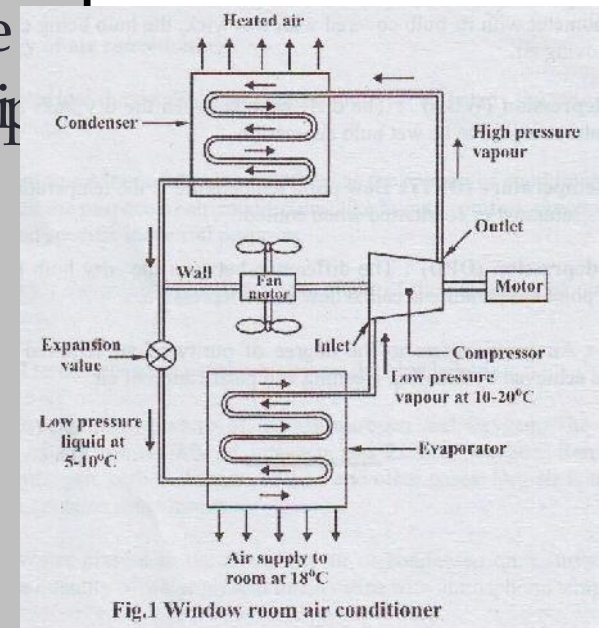 Heated air
Condenser
High pressure
vapour
Outlet
Wall
Fan
motor
Motor
Inlet
Compressor
Expansion
value
Low pressure
vapour at 10-20°C
Low pressure
liquid at
5-10°C
Evaporator
Air supply to
room at 18°C
Fig.1 Window room air conditioner